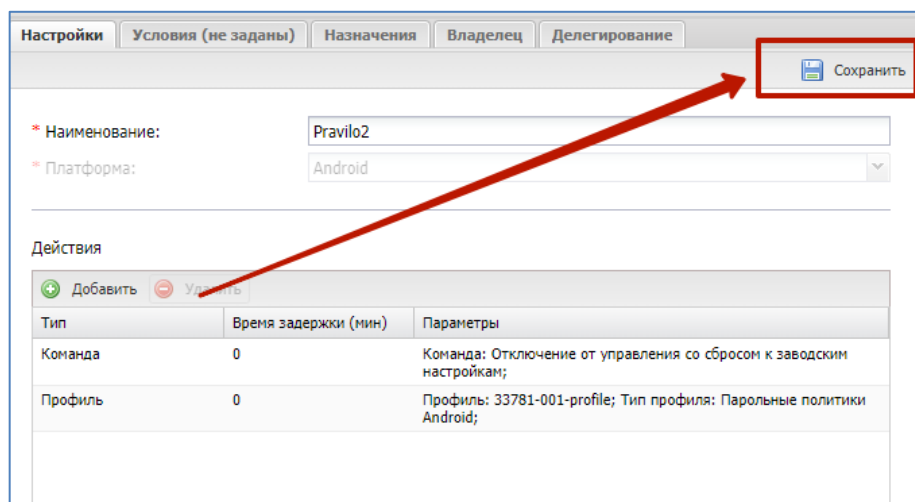 Настройки Условия (не заданы) Назначения Владелец Делегирование
Сохранить
* Наименование: Pravilo2
* Платформа: Android
Действия
Добавить Удалить
Тип Время задержки (мин) Параметры
Команда 0 Команда: Отключение от управления со сбросом к заводским
настройкам;
Профиль 0 Профиль: 33781-001-profile; Тип профиля: Парольные политики
Android;